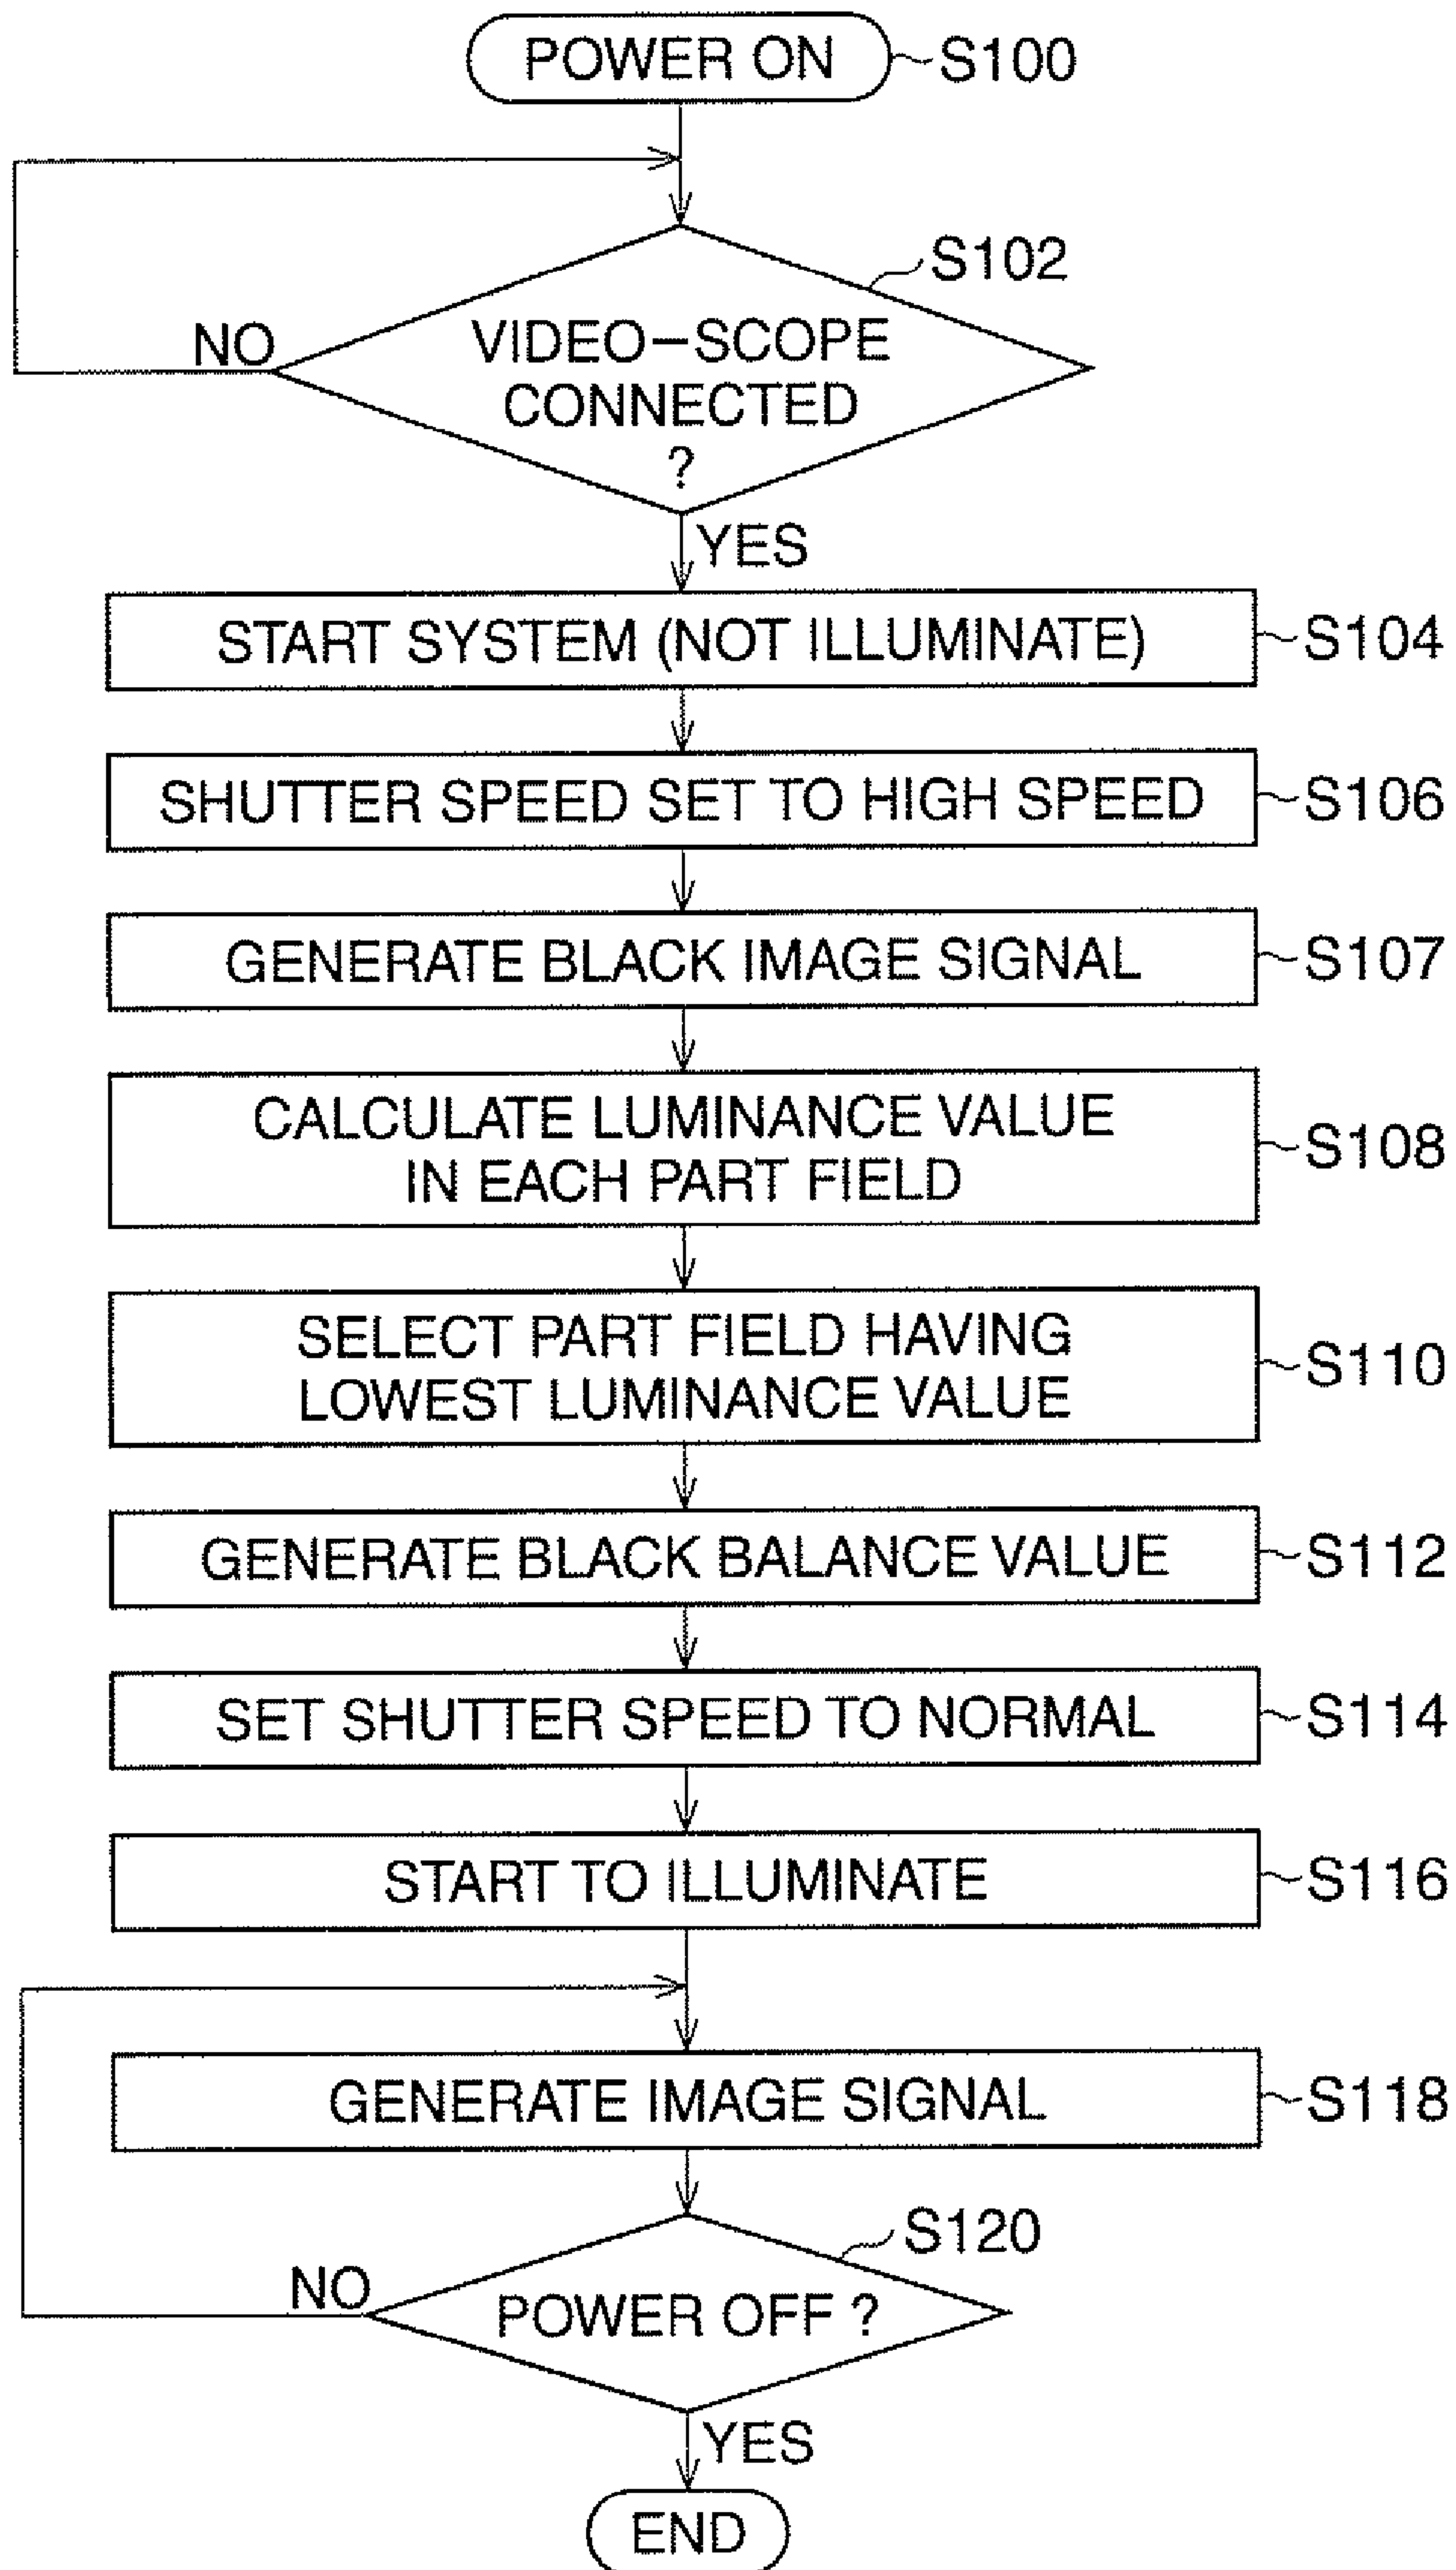 POWER ON
S100
S102
VIDEO-SCOPE
CONNECTED
?
NO
YES
START SYSTEM (NOT ILLUMINATE)
S104
SHUTTER SPEED SET TO HIGH SPEED
S106
GENERATE BLACK IMAGE SIGNAL
S107
CALCULATE LUMINANCE VALUE
IN EACH PART FIELD
S108
SELECT PART FIELD HAVING
LOWEST LUMINANCE VALUE
S110
GENERATE BLACK BALANCE VALUE
S112
SET SHUTTER SPEED TO NORMAL
S114
START TO ILLUMINATE
S116
GENERATE IMAGE SIGNAL
S118
S120
NO
POWER OFF ?
YES
END